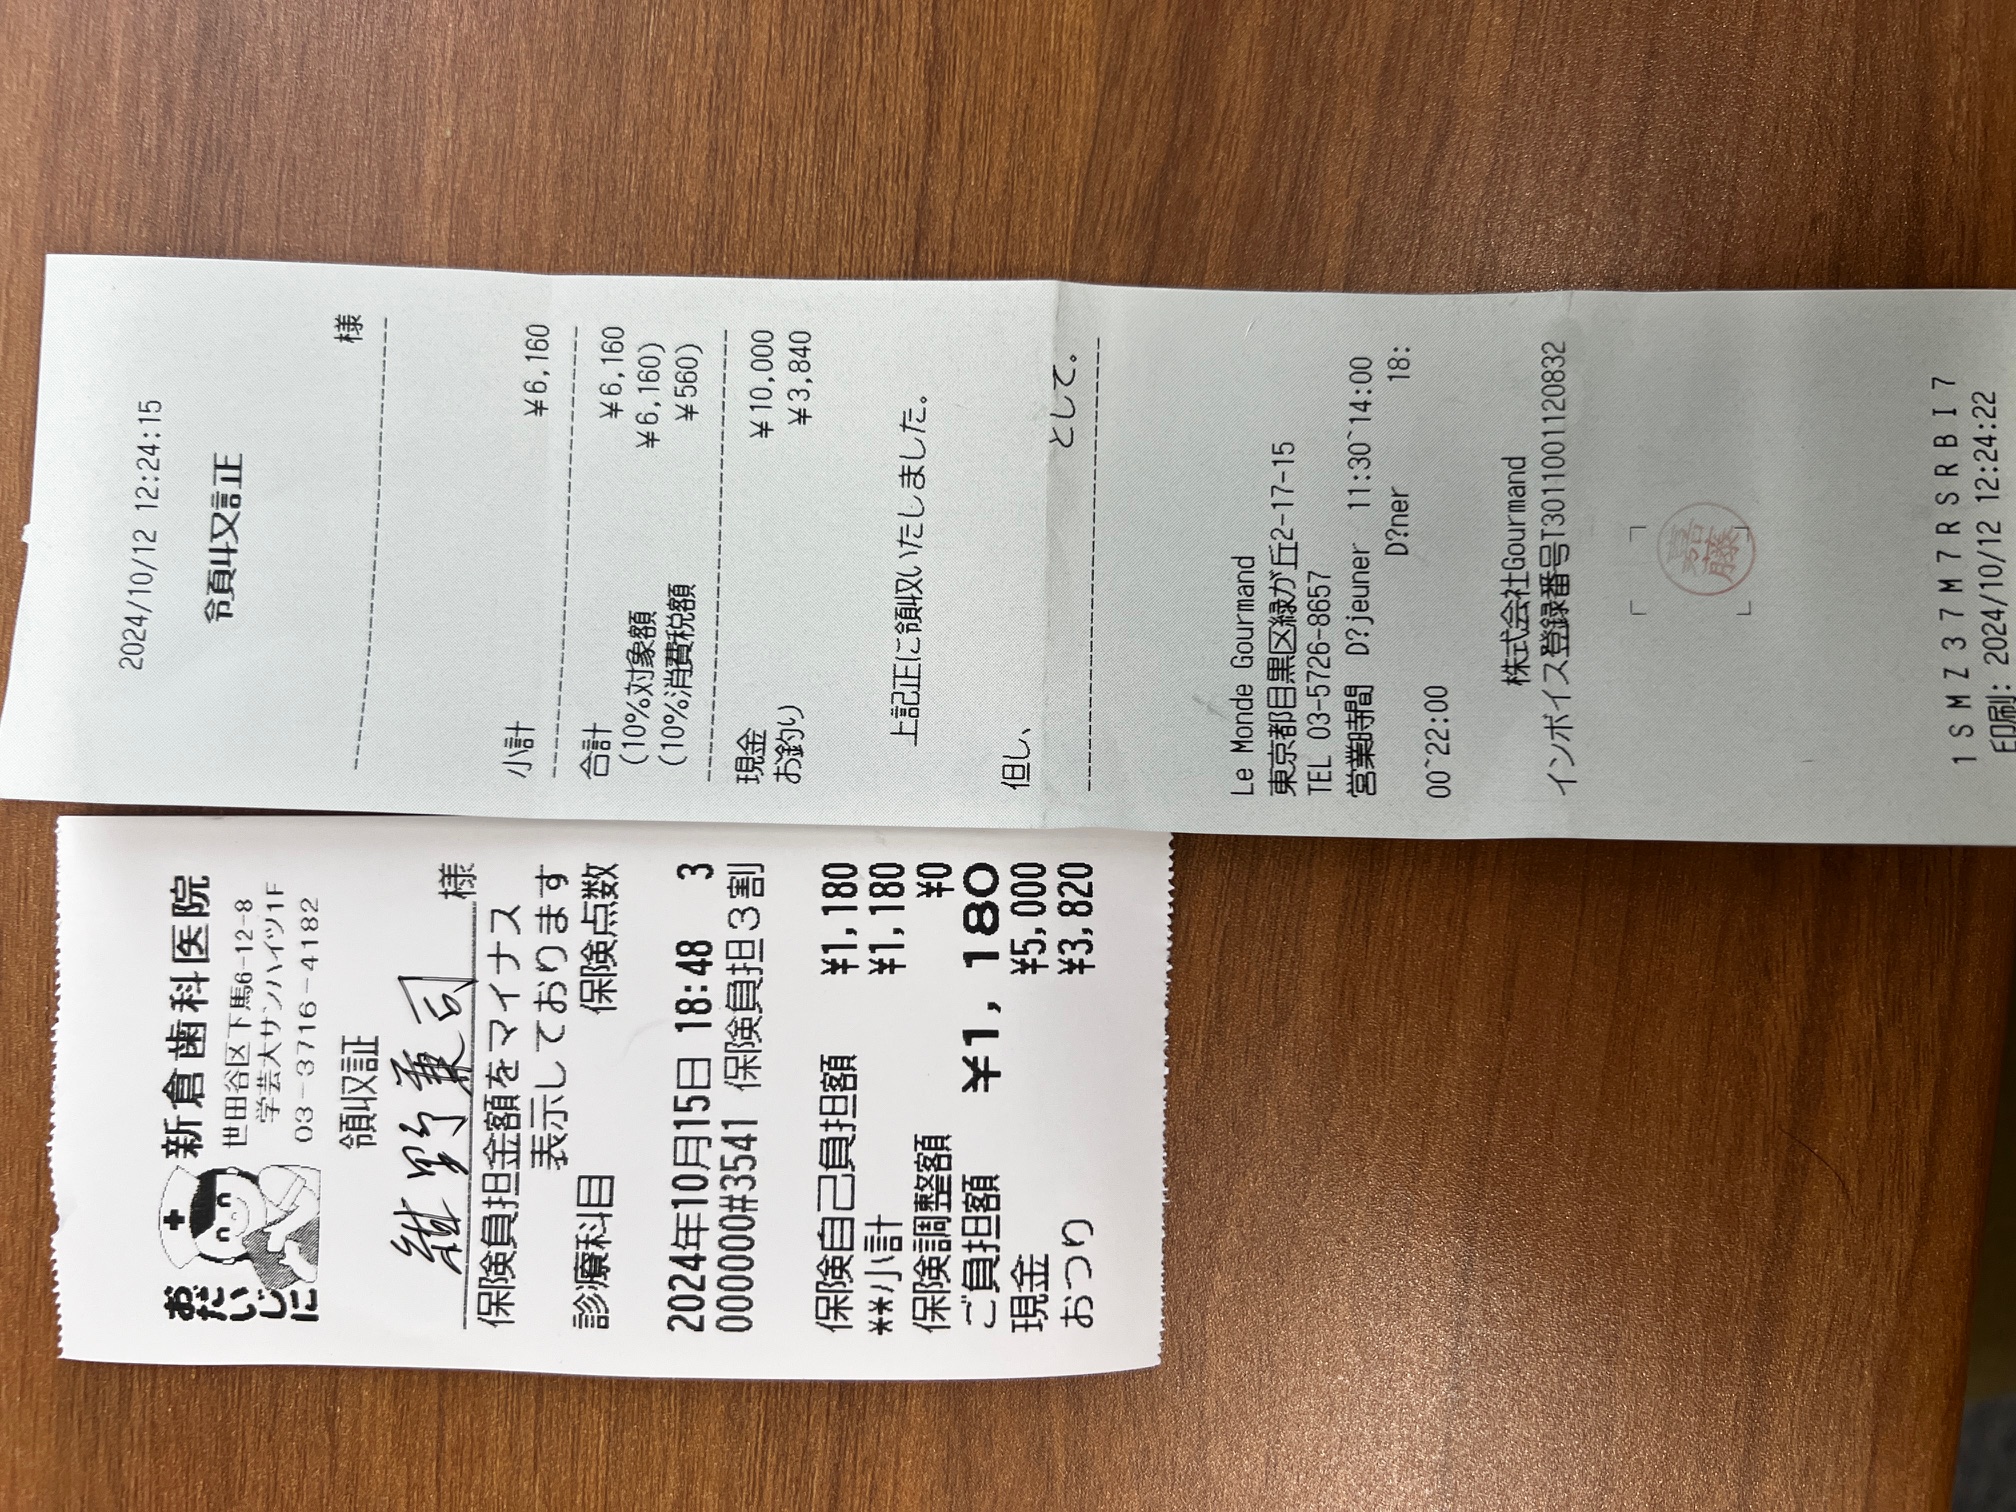 おだいじに
新倉歯科医院
世田谷区下馬6-12-8
学芸大サンハイツ1F
03-3716-4182
領収証
紺野兼司 様
保険負担金額をマイナス
表示しております
診療科目 保険点数
2024年10月15日 18:48 3
000000#3541 保険負担3割
保険自己負担額 ¥1,180
**小計 ¥1,180
保険調整額 ¥0
ご負担額 ¥1,180
現金 ¥5,000
おつり ¥3,820
2024/10/12 12:24:15
領収証
様
小計 ¥6,160
合計 ¥6,160
(10%対象額 ¥6,160)
(10%消費税額 ¥560)
現金 ¥10,000
お釣り ¥3,840
上記正に領収いたしました。
但し、
として。
Le Monde Gourmand
東京都目黒区緑が丘2-17-15
TEL 03-5726-8657
営業時間 D?jeuner 11:30~14:00
D?ner 18:
00~22:00
株式会社Gourmand
インボイス登録番号T3011001120832
嘉藤
1SMZ37M7RSRBI7
印刷: 2024/10/12 12:24:22